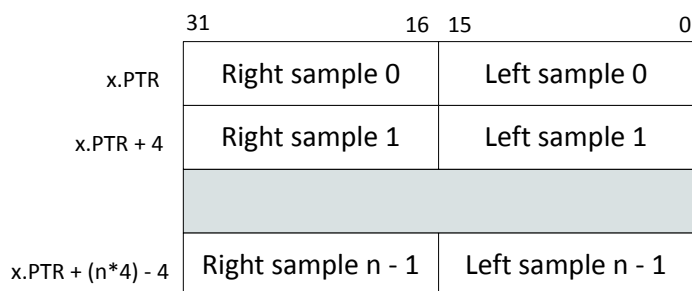 31 16 15 0
x.PTR Right sample 0 Left sample 0
x.PTR + 4 Right sample 1 Left sample 1
x.PTR + (n*4) - 4 Right sample n - 1 Left sample n - 1